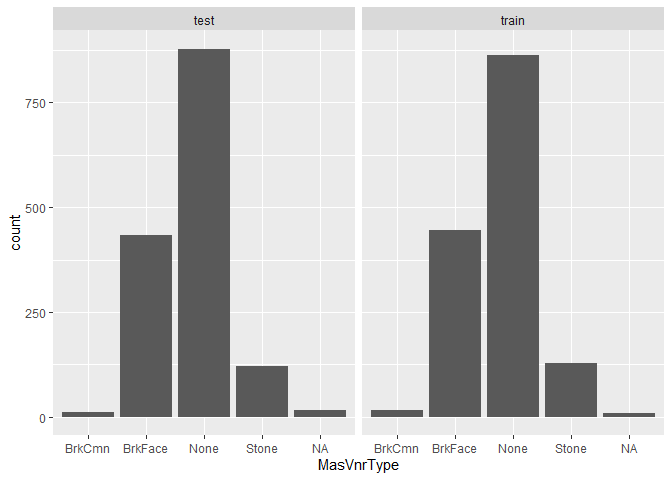 test train
count
750
500
250
0
BrkCmn BrkFace None Stone NA BrkCmn BrkFace None Stone NA
MasVnrType